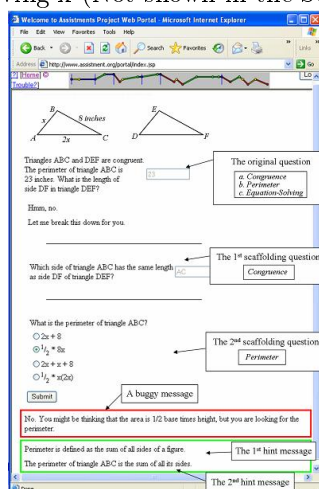 Welcome to Assistments Project Web Portal - Microsoft Internet Explorer
File Edit View Favorites Tools Help
Back Search Favorites Links
Address http://www.assistment.org/portal/index.jsp Go
?] [Home] Lo
Trouble?]
B E
x 8 inches
A 2x C D F
Triangles ABC and DEF are congruent.
The perimeter of triangle ABC is
23 inches. What is the length of
side DF in triangle DEF?
23
The original question
a. Congruence
b. Perimeter
c. Equation-Solving
Hmm, no.
Let me break this down for you.
Which side of triangle ABC has the same length
as side DF of triangle DEF?
AC
The 1st scaffolding question
Congruence
What is the perimeter of triangle ABC?
2x + 8
1/2 * 8x
2x + x + 8
1/2 * x(2x)
The 2nd scaffolding question
Perimeter
Submit
A buggy message
No. You might be thinking that the area is 1/2 base times height, but you are looking for the
perimeter.
Perimeter is defined as the sum of all sides of a figure.
The 1st hint message
The perimeter of triangle ABC is the sum of all its sides.
The 2nd hint message